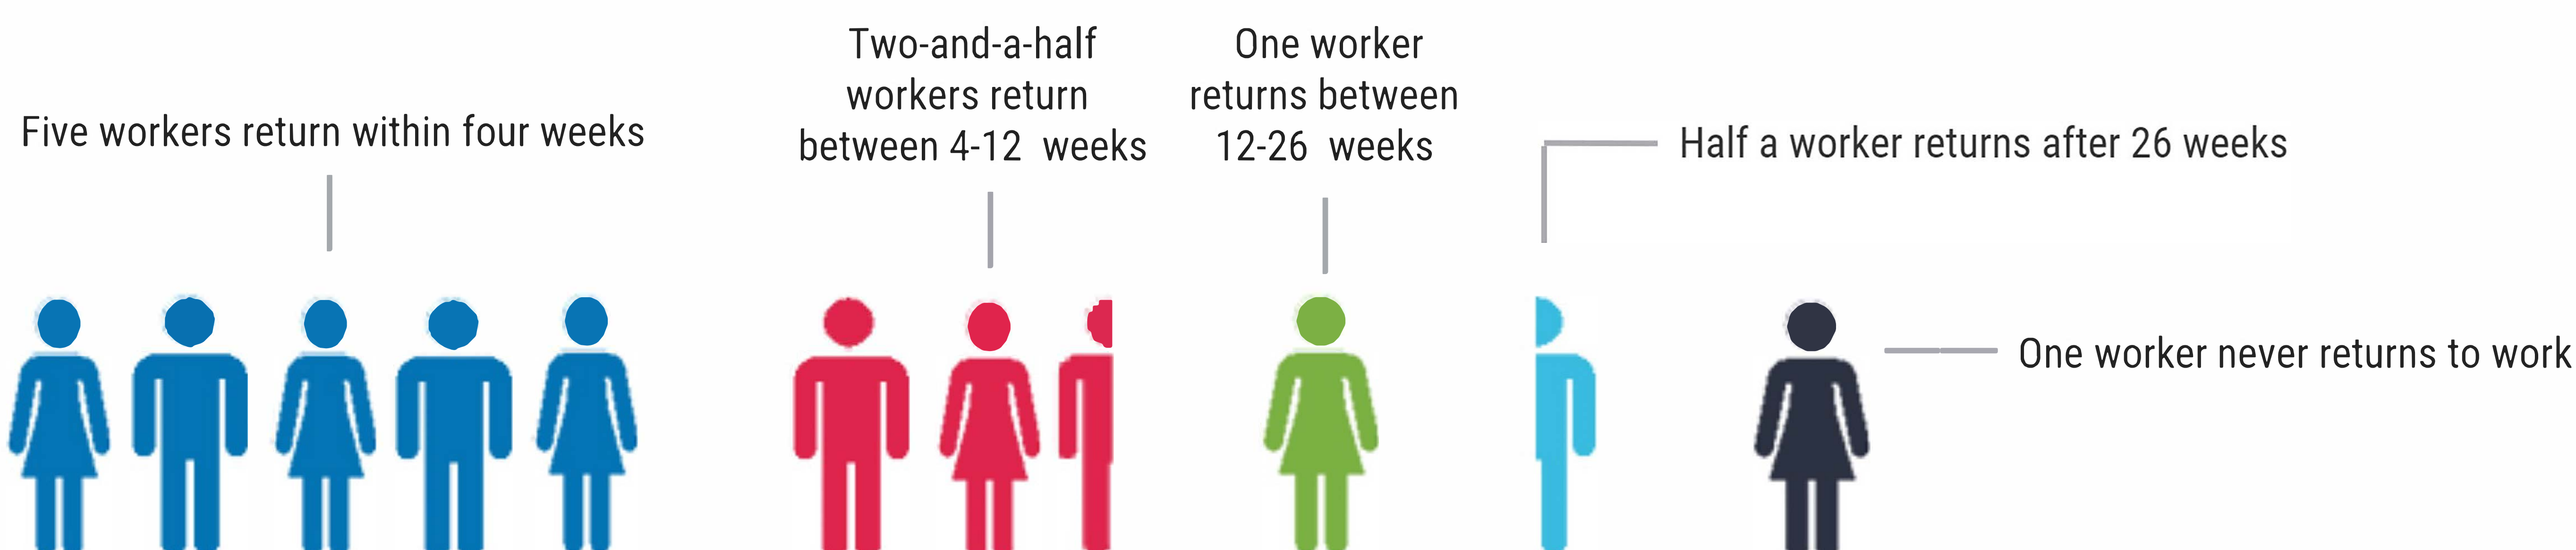 Five workers return within four weeks
Two-and-a-half
workers return
between 4-12 weeks
One worker
returns between
12-26 weeks
Half a worker returns after 26 weeks
One worker never returns to work